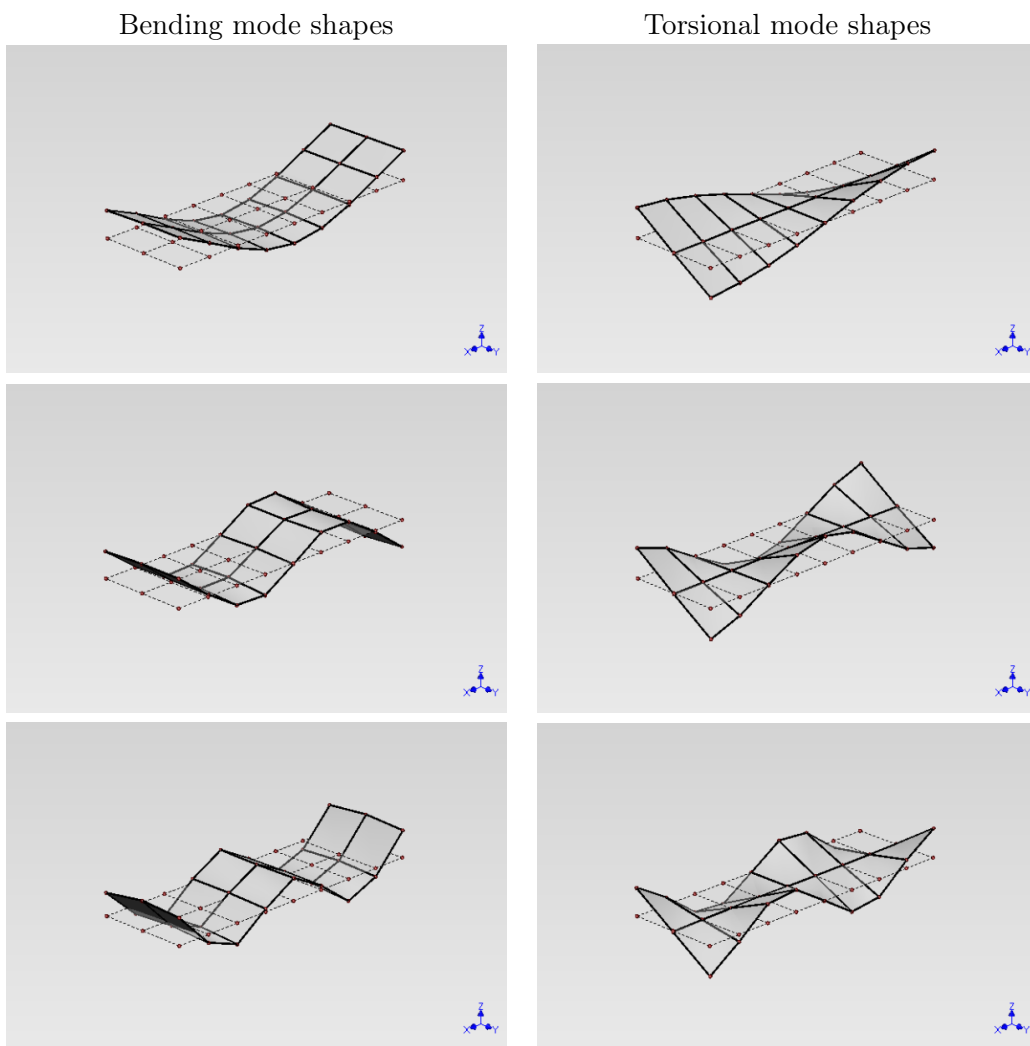 Bending mode shapes
Torsional mode shapes
Z
X Y
Z
X Y
Z
X Y
Z
X Y
Z
X Y
Z
X Y